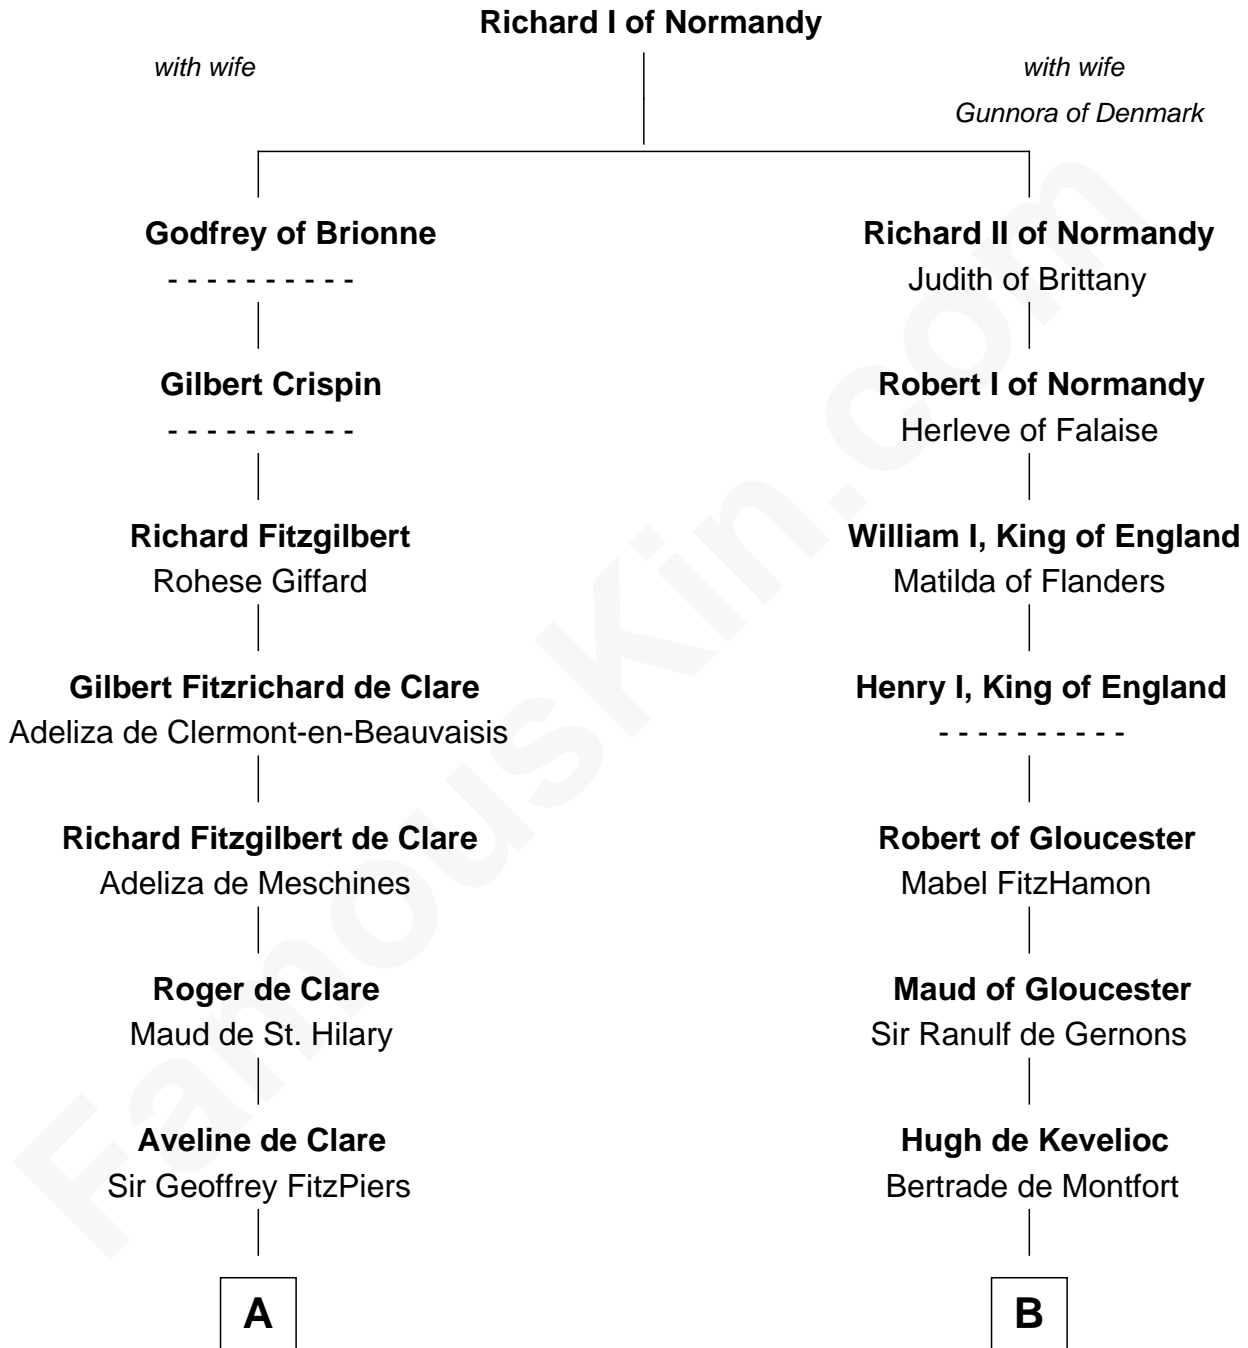 Richard I of Normandy
with wife
with wife
Gunnora of Denmark
Godfrey of Brionne
- - - - - - - - - -
Gilbert Crispin
- - - - - - - - - -
Richard Fitzgilbert
Rohese Giffard
Gilbert Fitzrichard de Clare
Adeliza de Clermont-en-Beauvaisis
Richard Fitzgilbert de Clare
Adeliza de Meschines
Roger de Clare
Maud de St. Hilary
Aveline de Clare
Sir Geoffrey FitzPiers
A
Richard II of Normandy
Judith of Brittany
Robert I of Normandy
Herleve of Falaise
William I, King of England
Matilda of Flanders
Henry I, King of England
- - - - - - - - - -
Robert of Gloucester
Mabel FitzHamon
Maud of Gloucester
Sir Ranulf de Gernons
Hugh de Kevelioc
Bertrade de Montfort
B
FamousKin.com